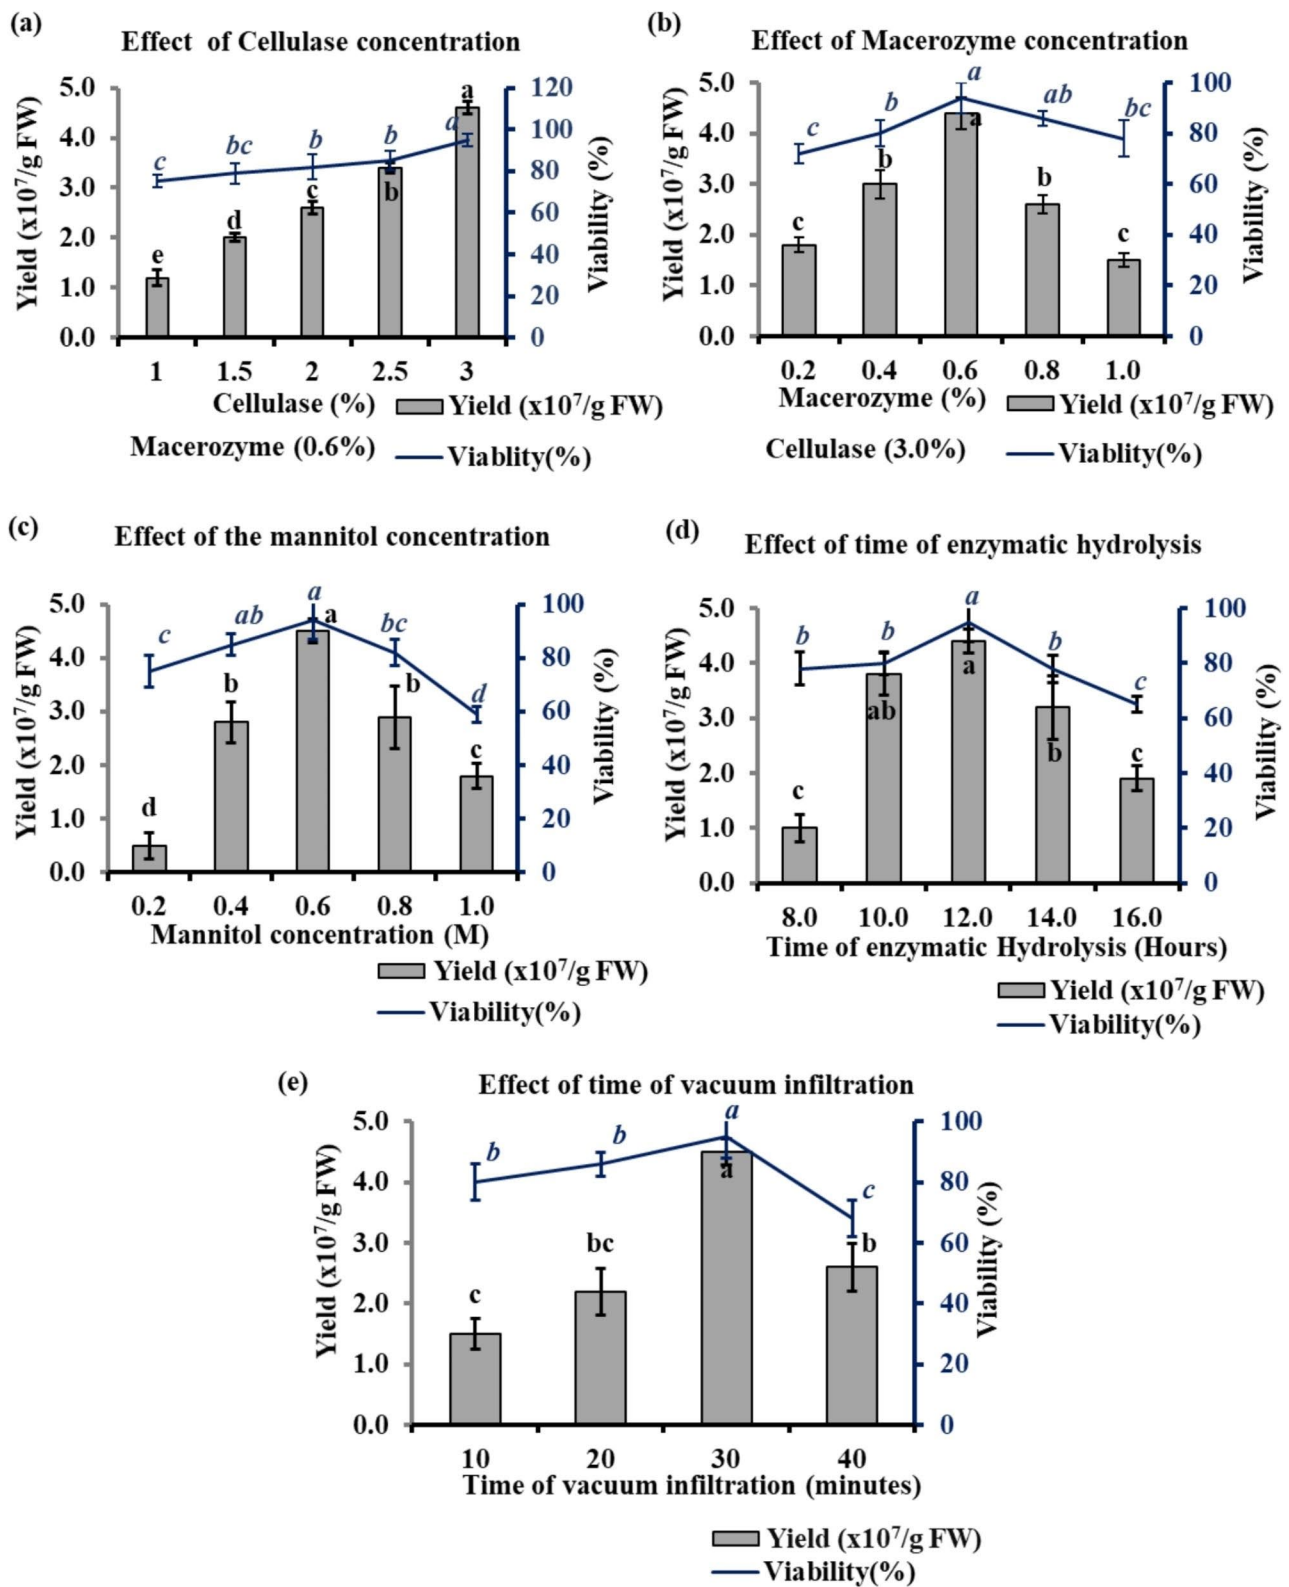 (a)
Effect of Cellulase concentration
Yield (x10⁷/g FW)
5.0
4.0
3.0
2.0
1.0
0.0
120
100
80
60
40
20
0
Viability (%)
c
bc
b
b
a
e
d
c
b
a
1 1.5 2 2.5 3
Cellulase (%)
Yield (x10⁷/g FW)
Macerozyme (0.6%)
Viablity(%)
(b)
Effect of Macerozyme concentration
Yield (x10⁷/g FW)
5.0
4.0
3.0
2.0
1.0
0.0
100
80
60
40
20
0
Viability (%)
c
b
a
ab
bc
c
b
a
b
c
0.2 0.4 0.6 0.8 1.0
Macerozyme (%)
Yield (x10⁷/g FW)
Cellulase (3.0%)
Viablity(%)
(c)
Effect of the mannitol concentration
Yield (x10⁷/g FW)
5.0
4.0
3.0
2.0
1.0
0.0
100
80
60
40
20
0
Viability (%)
c
ab
a
bc
d
d
b
a
b
c
0.2 0.4 0.6 0.8 1.0
Mannitol concentration (M)
Yield (x10⁷/g FW)
Viability(%)
(d)
Effect of time of enzymatic hydrolysis
Yield (x10⁷/g FW)
5.0
4.0
3.0
2.0
1.0
0.0
100
80
60
40
20
0
Viability (%)
b
b
a
b
c
c
ab
a
b
c
8.0 10.0 12.0 14.0 16.0
Time of enzymatic Hydrolysis (Hours)
Yield (x10⁷/g FW)
Viability(%)
(e)
Effect of time of vacuum infiltration
Yield (x10⁷/g FW)
5.0
4.0
3.0
2.0
1.0
0.0
100
80
60
40
20
0
Viability (%)
b
b
a
c
c
bc
a
b
10 20 30 40
Time of vacuum infiltration (minutes)
Yield (x10⁷/g FW)
Viability(%)